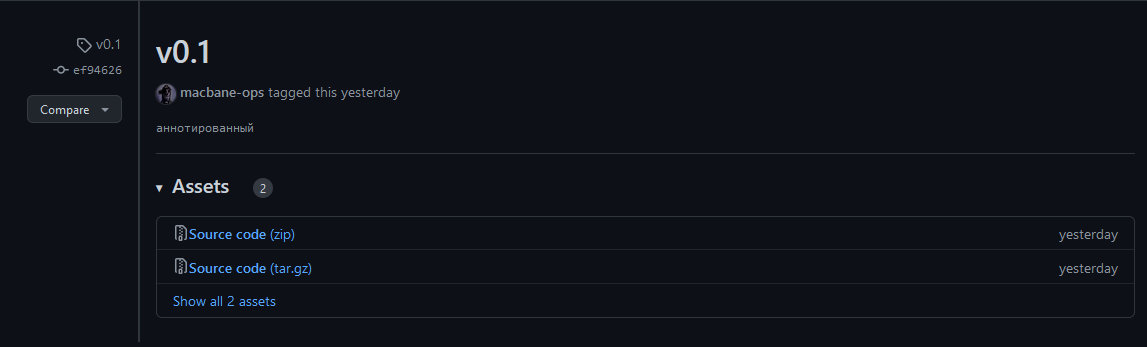 v0.1
ef94626
Compare
v0.1
macbane-ops tagged this yesterday
аннотированный
Assets 2
Source code (zip) yesterday
Source code (tar.gz) yesterday
Show all 2 assets